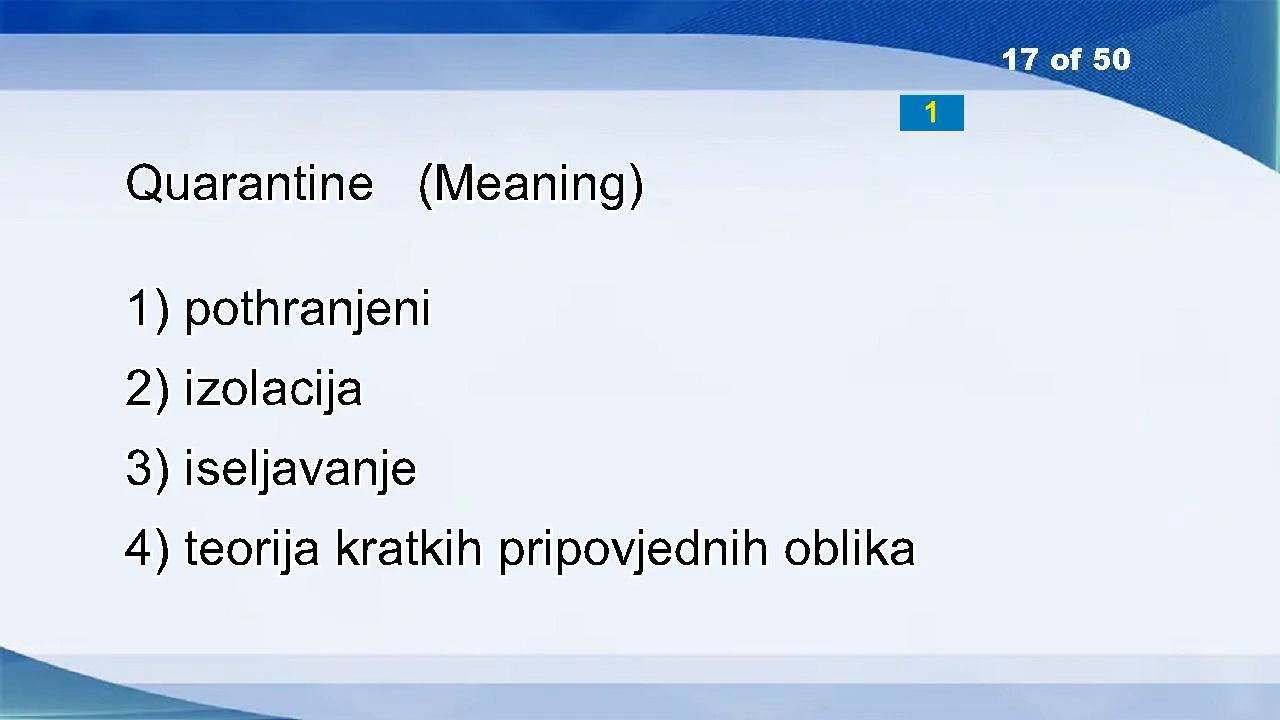 17 of 50
1
Quarantine (Meaning)
1) pothranjeni
2) izolacija
3) iseljavanje
4) teorija kratkih pripovjednih oblika